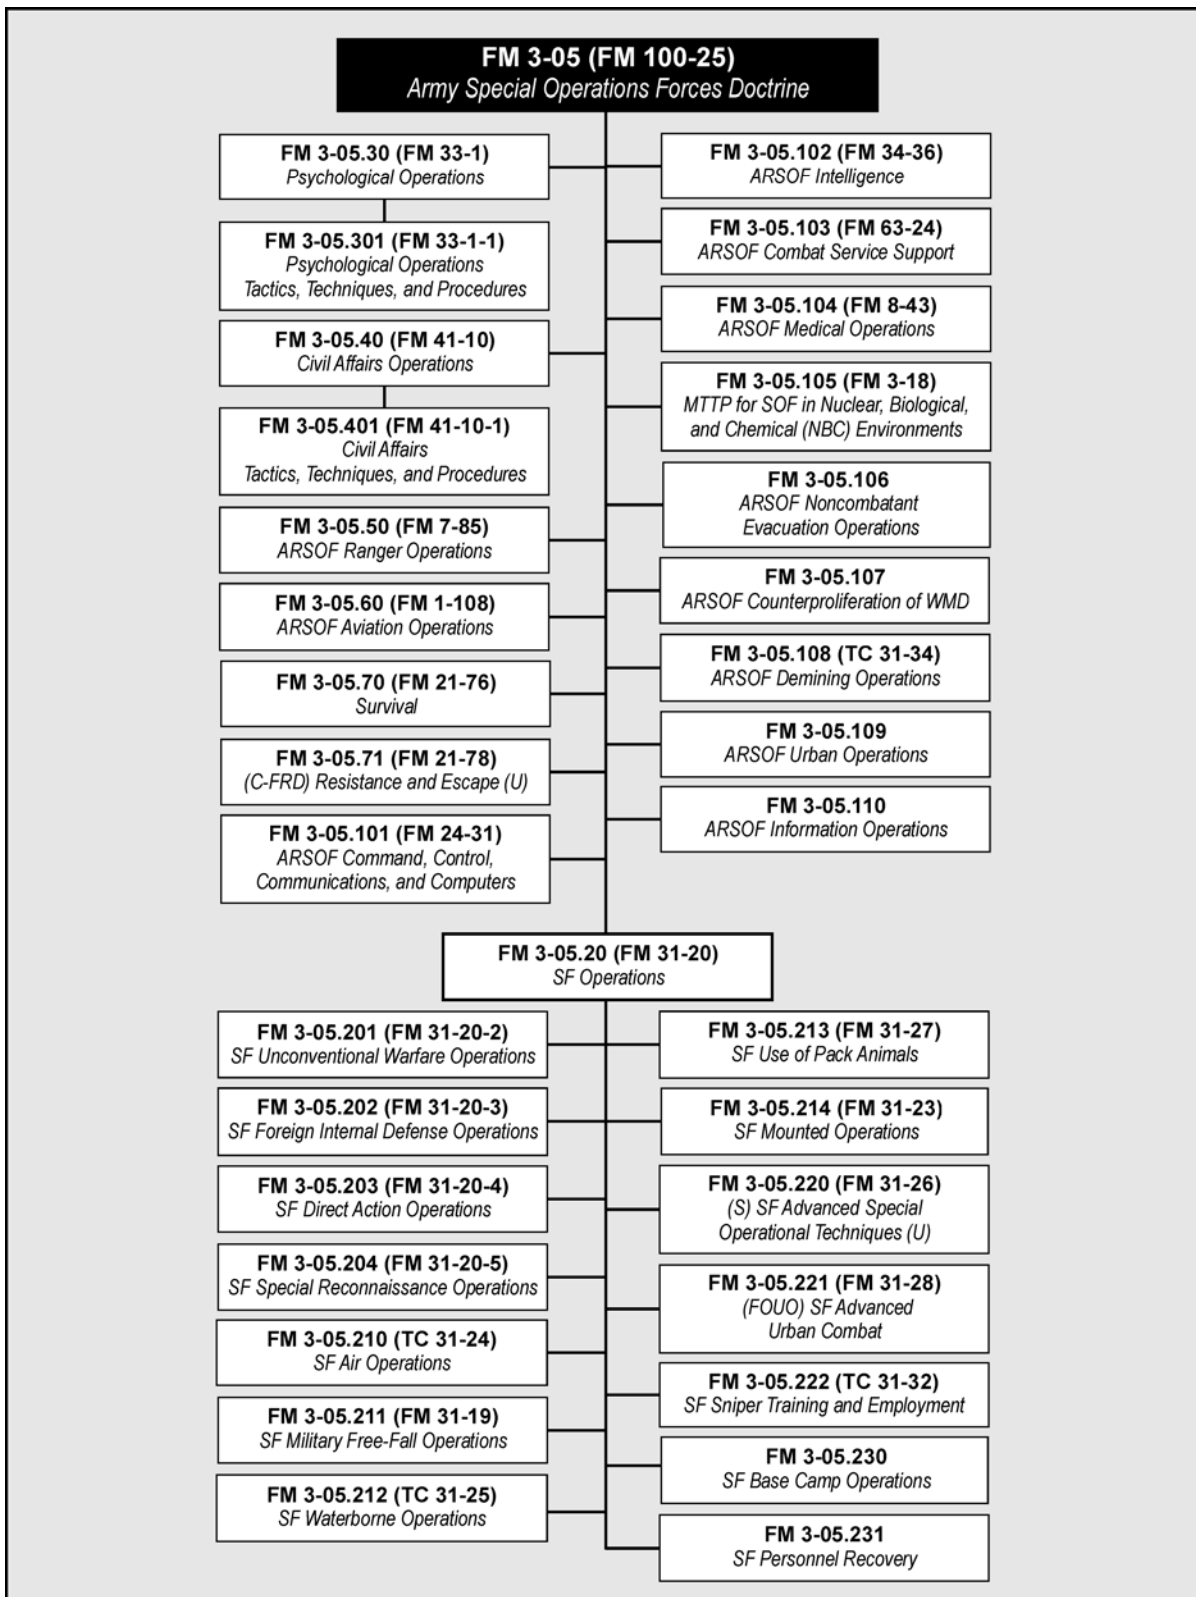 FM 3-05 (FM 100-25)
Army Special Operations Forces Doctrine
FM 3-05.30 (FM 33-1)
Psychological Operations
FM 3-05.301 (FM 33-1-1)
Psychological Operations
Tactics, Techniques, and Procedures
FM 3-05.40 (FM 41-10)
Civil Affairs Operations
FM 3-05.401 (FM 41-10-1)
Civil Affairs
Tactics, Techniques, and Procedures
FM 3-05.50 (FM 7-85)
ARSOF Ranger Operations
FM 3-05.60 (FM 1-108)
ARSOF Aviation Operations
FM 3-05.70 (FM 21-76)
Survival
FM 3-05.71 (FM 21-78)
(C-FRD) Resistance and Escape (U)
FM 3-05.101 (FM 24-31)
ARSOF Command, Control,
Communications, and Computers
FM 3-05.102 (FM 34-36)
ARSOF Intelligence
FM 3-05.103 (FM 63-24)
ARSOF Combat Service Support
FM 3-05.104 (FM 8-43)
ARSOF Medical Operations
FM 3-05.105 (FM 3-18)
MTTP for SOF in Nuclear, Biological,
and Chemical (NBC) Environments
FM 3-05.106
ARSOF Noncombatant
Evacuation Operations
FM 3-05.107
ARSOF Counterproliferation of WMD
FM 3-05.108 (TC 31-34)
ARSOF Demining Operations
FM 3-05.109
ARSOF Urban Operations
FM 3-05.110
ARSOF Information Operations
FM 3-05.20 (FM 31-20)
SF Operations
FM 3-05.201 (FM 31-20-2)
SF Unconventional Warfare Operations
FM 3-05.202 (FM 31-20-3)
SF Foreign Internal Defense Operations
FM 3-05.203 (FM 31-20-4)
SF Direct Action Operations
FM 3-05.204 (FM 31-20-5)
SF Special Reconnaissance Operations
FM 3-05.210 (TC 31-24)
SF Air Operations
FM 3-05.211 (FM 31-19)
SF Military Free-Fall Operations
FM 3-05.212 (TC 31-25)
SF Waterborne Operations
FM 3-05.213 (FM 31-27)
SF Use of Pack Animals
FM 3-05.214 (FM 31-23)
SF Mounted Operations
FM 3-05.220 (FM 31-26)
(S) SF Advanced Special
Operational Techniques (U)
FM 3-05.221 (FM 31-28)
(FOUO) SF Advanced
Urban Combat
FM 3-05.222 (TC 31-32)
SF Sniper Training and Employment
FM 3-05.230
SF Base Camp Operations
FM 3-05.231
SF Personnel Recovery